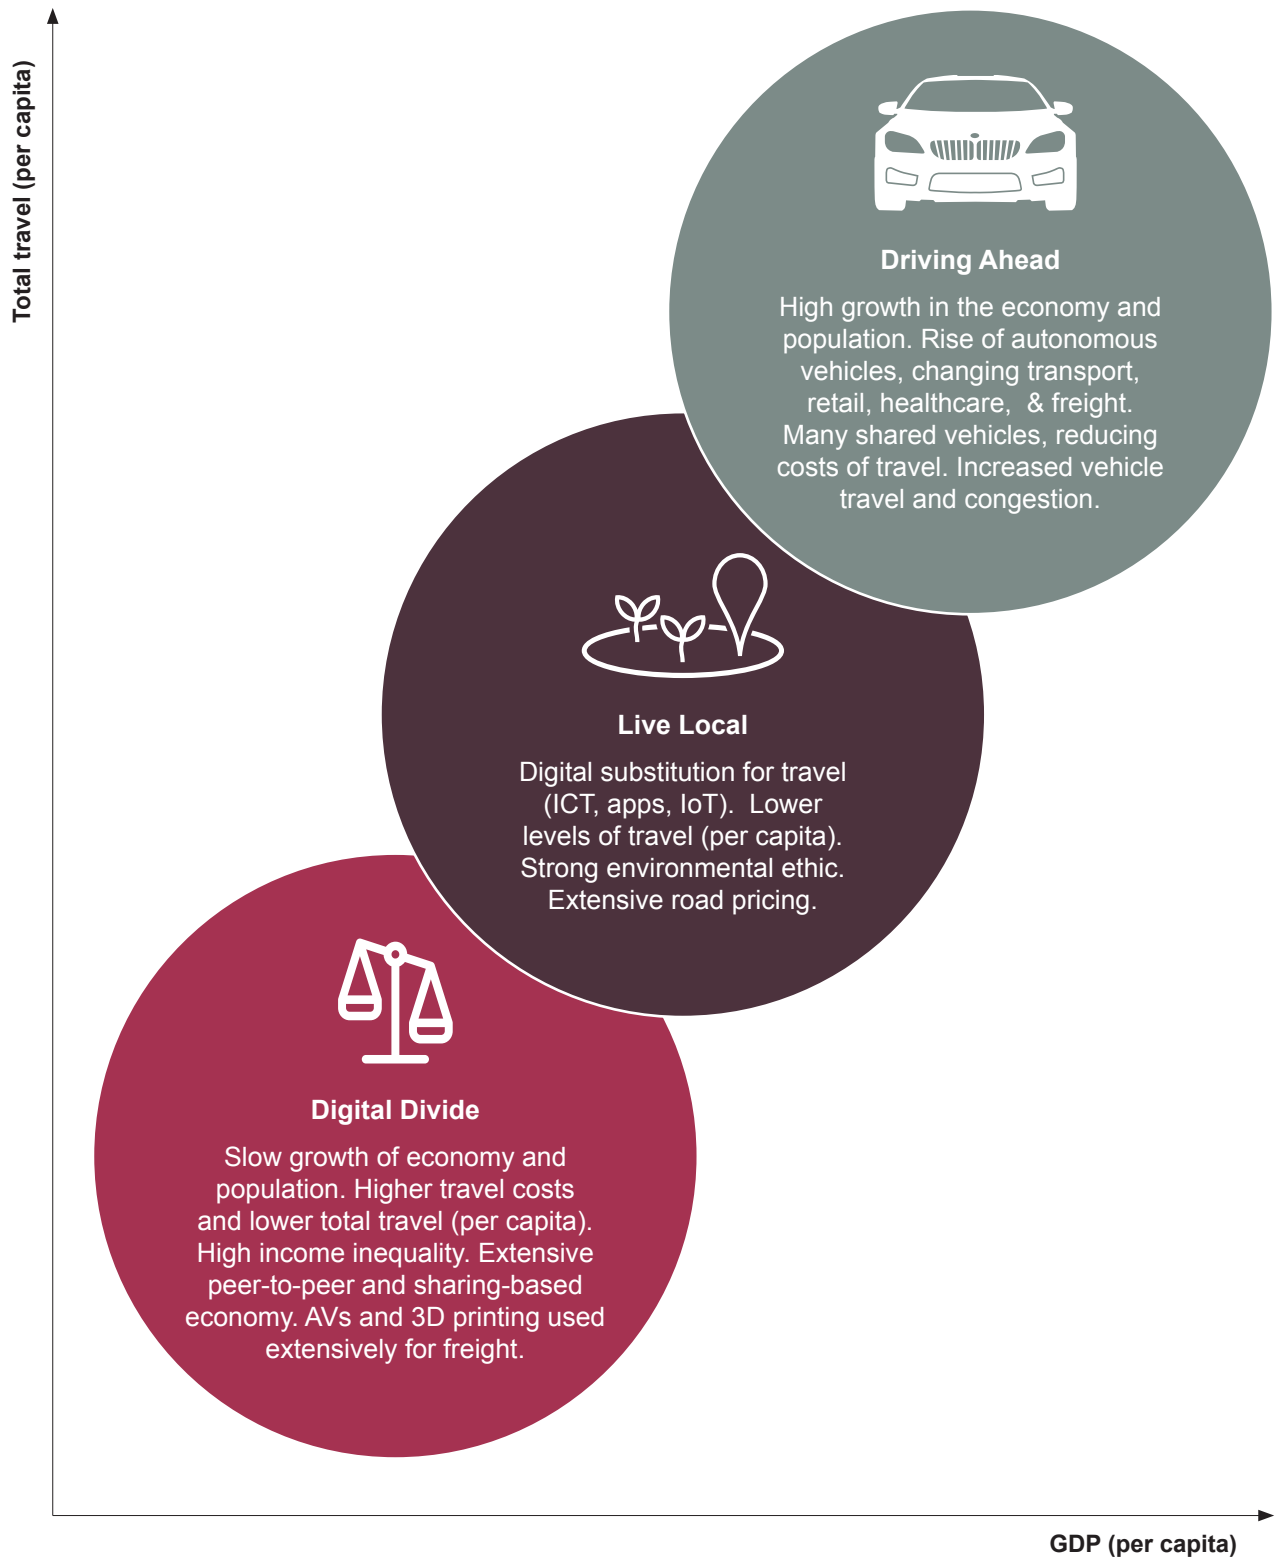 Total travel (per capita)
Driving Ahead
High growth in the economy and
population. Rise of autonomous
vehicles, changing transport,
retail, healthcare,  & freight.
Many shared vehicles, reducing
costs of travel. Increased vehicle
travel and congestion.
Live Local
Digital substitution for travel
(ICT, apps, IoT).  Lower
levels of travel (per capita).
Strong environmental ethic.
Extensive road pricing.
Digital Divide
Slow growth of economy and
population. Higher travel costs
and lower total travel (per capita).
High income inequality. Extensive
peer-to-peer and sharing-based
economy. AVs and 3D printing used
extensively for freight.
GDP (per capita)